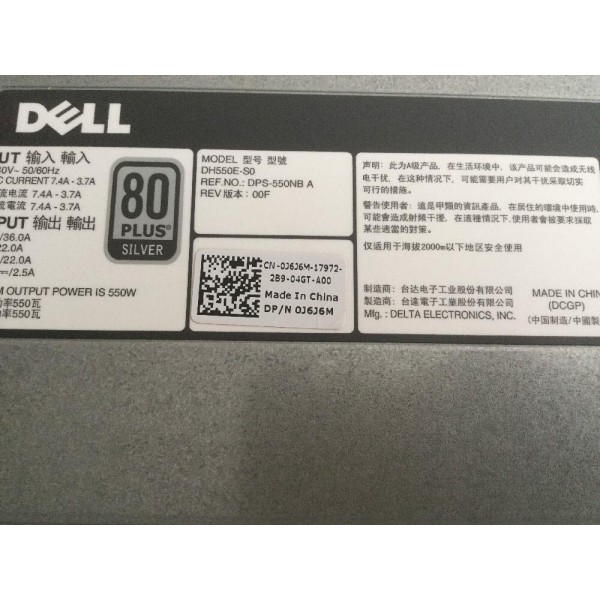 DELL
UT 输入 輸入
0V~ 50/60Hz
C CURRENT 7.4A - 3.7A
流电流 7.4A - 3.7A
流電流 7.4A - 3.7A
PUT 输出 輸出
/36.0A
22.0A
/22.0A
/2.5A
M OUTPUT POWER IS 550W
功率550瓦
功率550瓦
80
PLUS
SILVER
MODEL 型号 型號
DH550E-S0
REF.NO.: DPS-550NB A
REV 版本 : 00F
CN-0J6J6M-17972-
2B9-04GT-A00
Made In China
DP/N 0J6J6M
声明: 此为A级产品, 在生活环境中, 该产品可能会造成无线
电干扰, 在这种情况下, 可能需要用户对其干扰采取切实
可行的措施
警告使用者: 這是甲類的資訊產品, 在居住的環境中使用時,
可能會造成射頻干擾, 在這種情況下, 使用者會被要求採取
某些適當的對策。
仅适用于海拔2000m以下地区安全使用
制造商: 台达电子工业股份有限公司
製造商: 台達電子工業股份有限公司
Mfg. : DELTA ELECTRONICS, INC.
MADE IN CHINA
(DCGP)
(中国制造/中國製